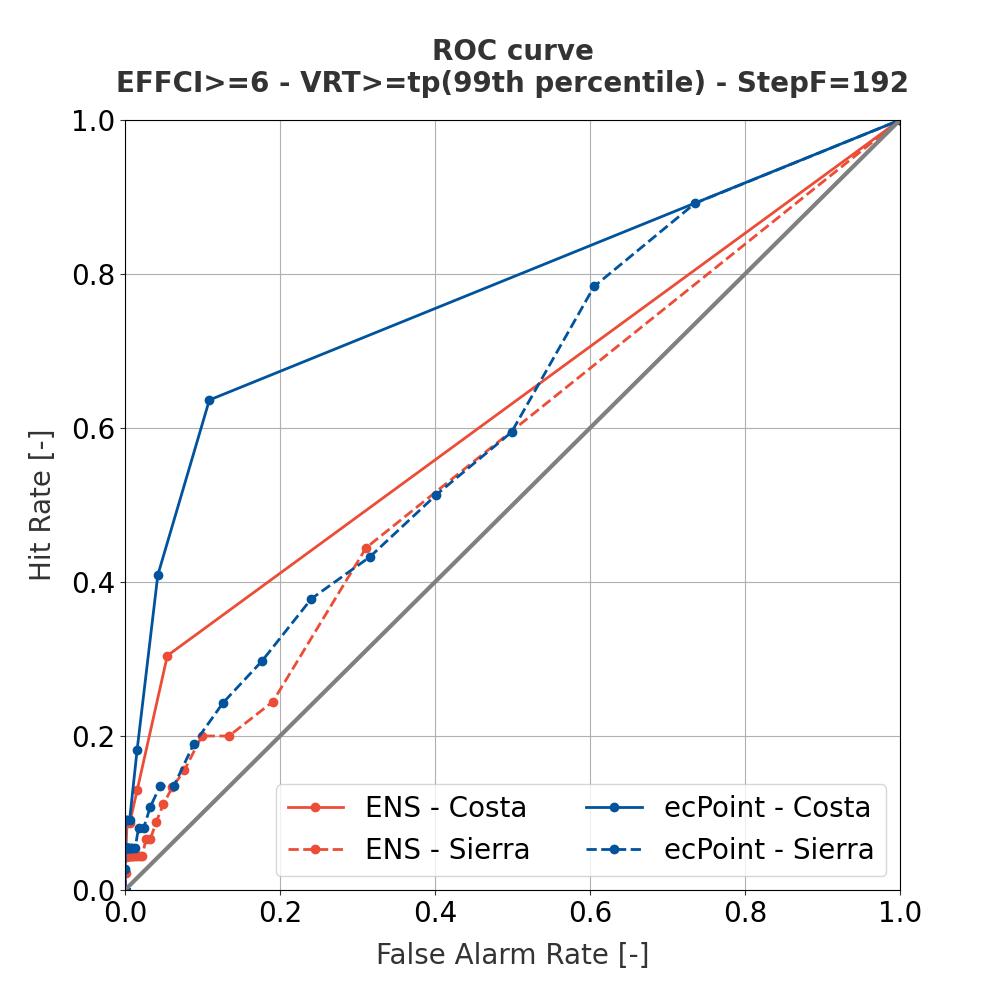 ROC curve
EFFCI>=6 - VRT>=tp(99th percentile) - StepF=192
1.0
0.8
0.6
0.4
0.2
0.0
Hit Rate [-]
ENS - Costa
ecPoint - Costa
ENS - Sierra
ecPoint - Sierra
0.0 0.2 0.4 0.6 0.8 1.0
False Alarm Rate [-]